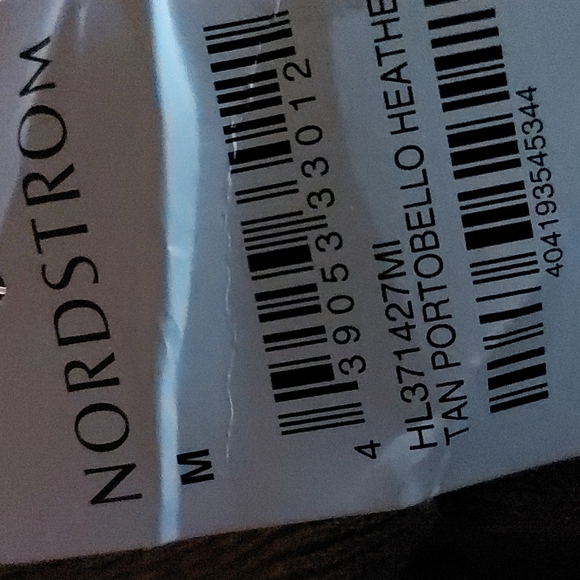 NORDSTROM
M
4 390533 33012
HL371427MI
TAN PORTOBELLO HEATHE
404193545344